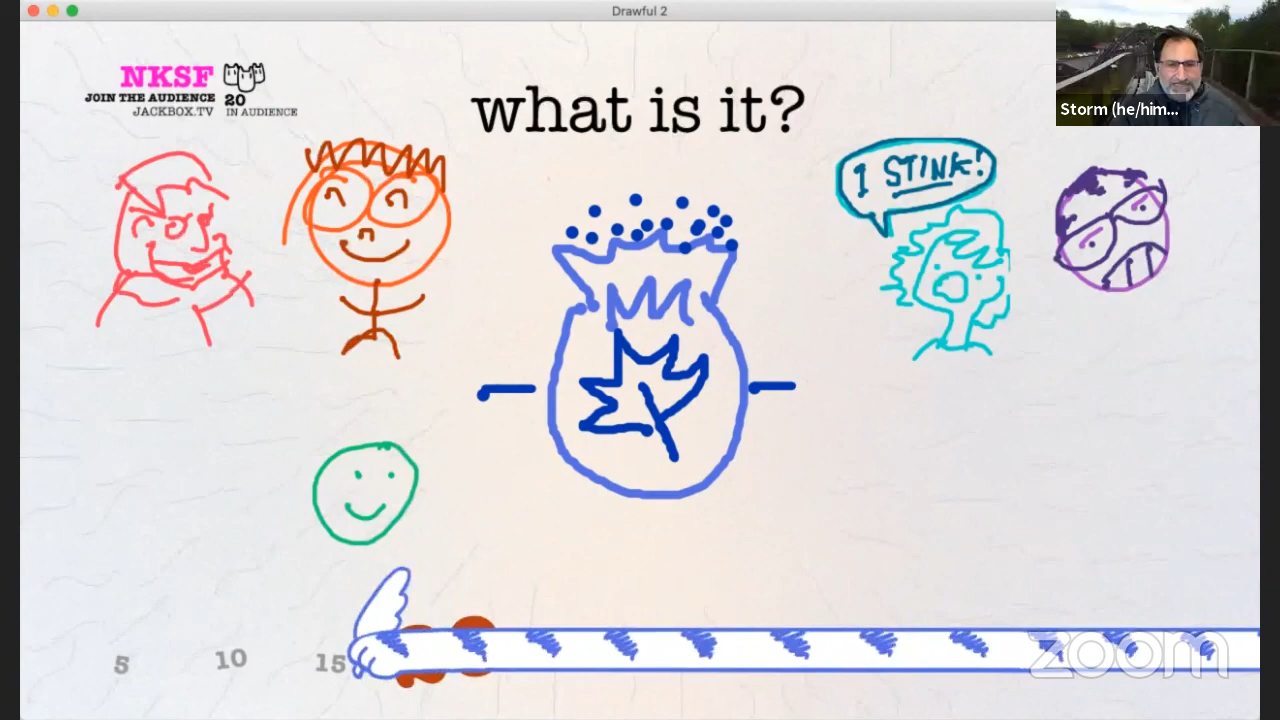 Drawful 2
NKSF
JOIN THE AUDIENCE
JACKBOX.TV
20
IN AUDIENCE
what is it?
Storm (he/him...
I STINK!
5 10 15
zoom